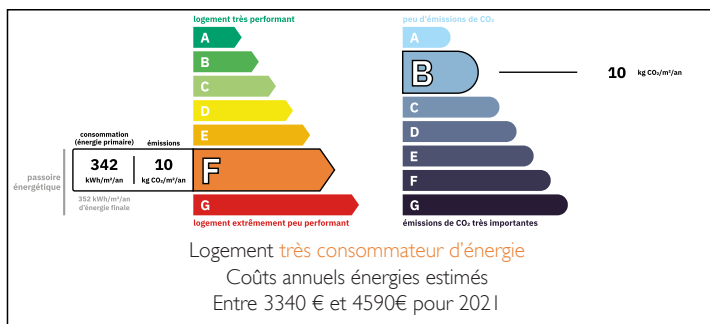 logement très performant
A
B
C
D
E
consommation
(énergie primaire)
émissions
342
kWh/m²/an
10
kg CO₂/m²/an
F
passoire
énergétique
352 kWh/m²/an
d'énergie finale
G
logement extrêmement peu performant
peu d'émissions de CO₂
A
B
10 kg CO₂/m²/an
C
D
E
F
G
émissions de CO₂ très importantes
Logement très consommateur d'énergie
Coûts annuels énergies estimés
Entre 3340 € et 4590€ pour 2021